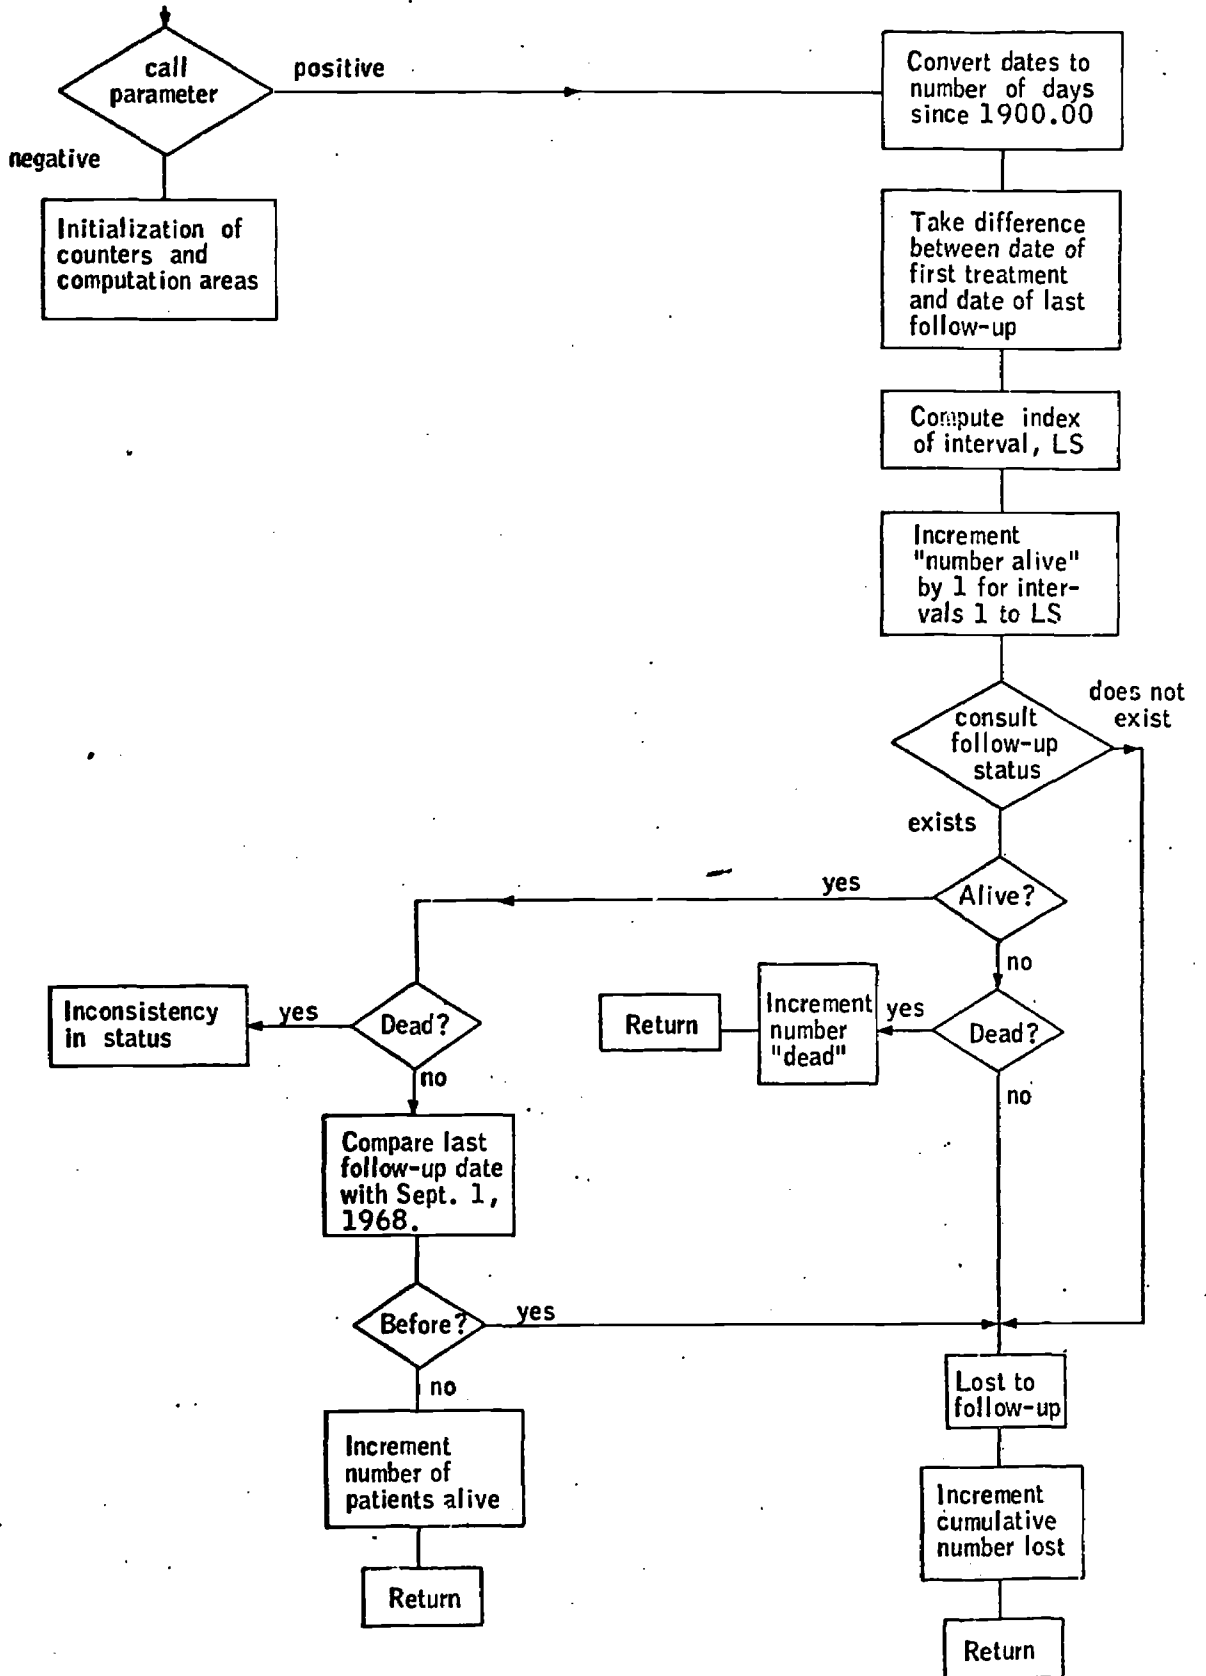 call
parameter
positive
negative
Initialization of
counters and
computation areas
Convert dates to
number of days
since 1900.00
Take difference
between date of
first treatment
and date of last
follow-up
Compute index
of interval, LS
Increment
"number alive"
by 1 for inter-
vals 1 to LS
consult
follow-up
status
does not
exist
exists
Alive?
yes
no
Dead?
yes
Inconsistency
in status
no
Dead?
yes
Increment
number
"dead"
Return
no
Compare last
follow-up date
with Sept. 1,
1968.
Before?
yes
no
Increment
number of
patients alive
Return
Lost to
follow-up
Increment
cumulative
number lost
Return